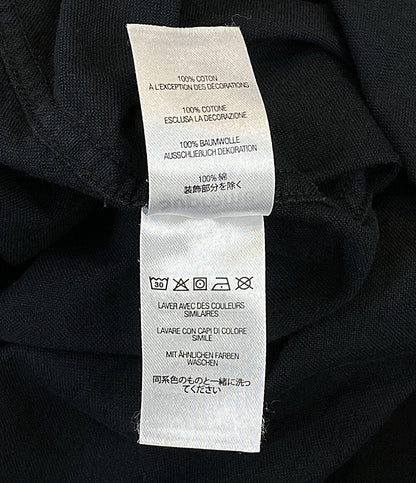 100% COTON
À L'EXCEPTION DES DÉCORATIONS
100% COTONE
ESCLUSA LA DECORAZIONE
100% BAUMWOLLE
AUSSCHLIEBLICH DEKORATION
100% 綿
装飾部分を除く
30
LAVER AVEC DES COULEURS
SIMILAIRES
LAVARE CON CAPI DI COLORE
SIMILE
MIT ÄHNLICHEN FARBEN
WASCHEN
同系色のものと一緒に洗っ
てください